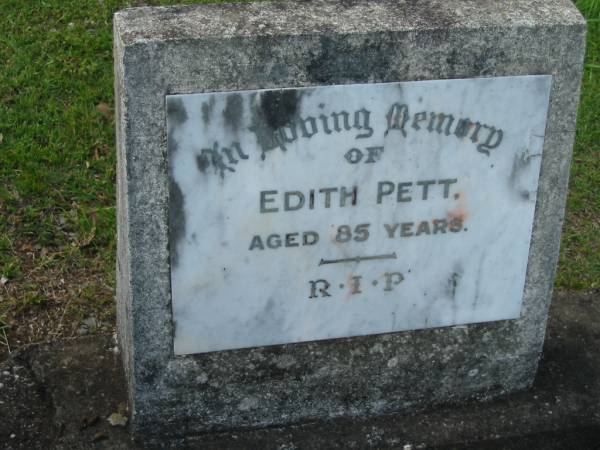 In Loving Memory
OF
EDITH PETT.
AGED 85 YEARS.
R·I·P